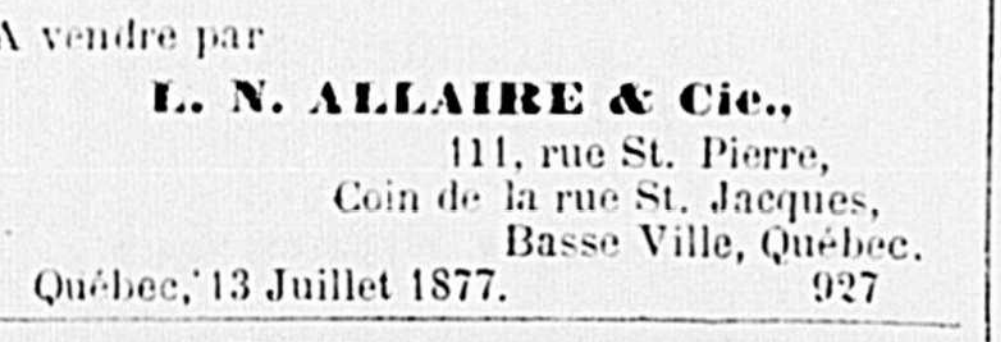 A vendre par
L. N. ALLAIRE & Cie.,
111, rue St. Pierre,
Coin de la rue St. Jacques,
Basse Ville, Québec.
Québec, 13 Juillet 1877. 927